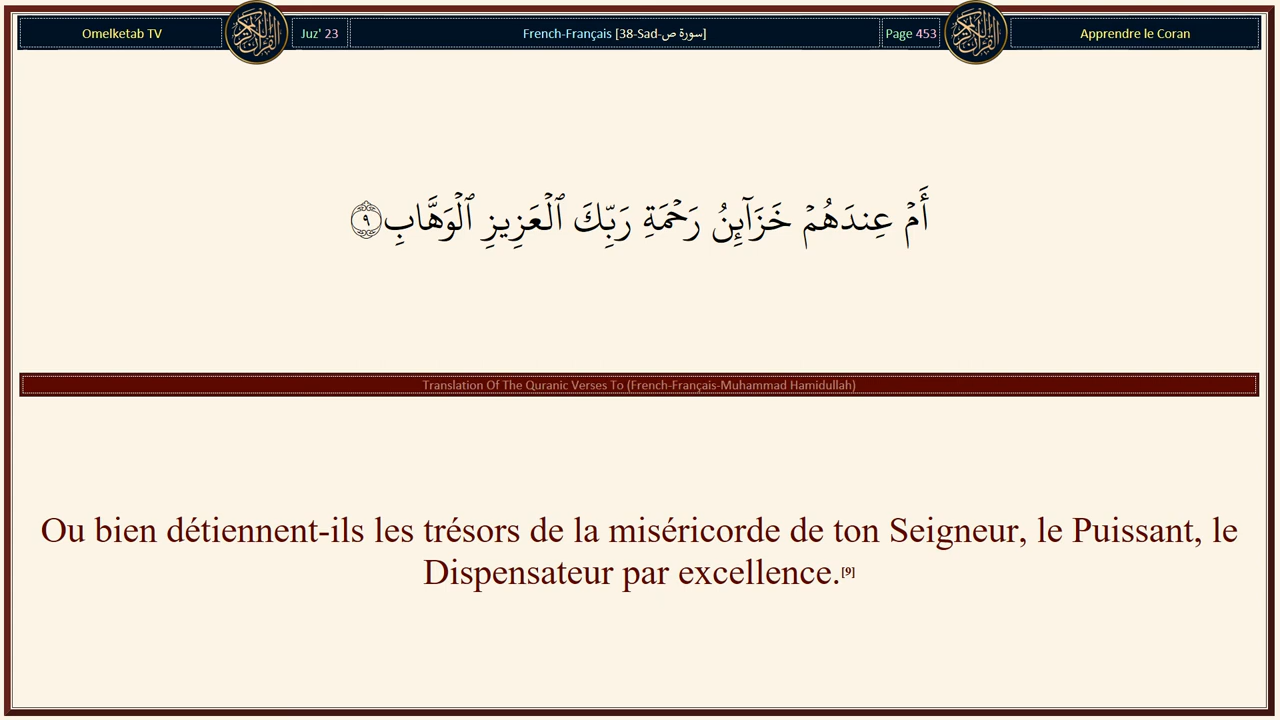 Omelketab TV
Juz' 23
French-Français [38-Sad-سورة ص]
Page 453
Apprendre le Coran
أَمۡ عِندَهُمۡ خَزَآئِنُ رَحۡمَةِ رَبِّكَ ٱلۡعَزِيزِ ٱلۡوَهَّابِ ٩
Translation Of The Quranic Verses To (French-Français-Muhammad Hamidullah)
Ou bien détiennent-ils les trésors de la miséricorde de ton Seigneur, le Puissant, le
Dispensateur par excellence.[9]